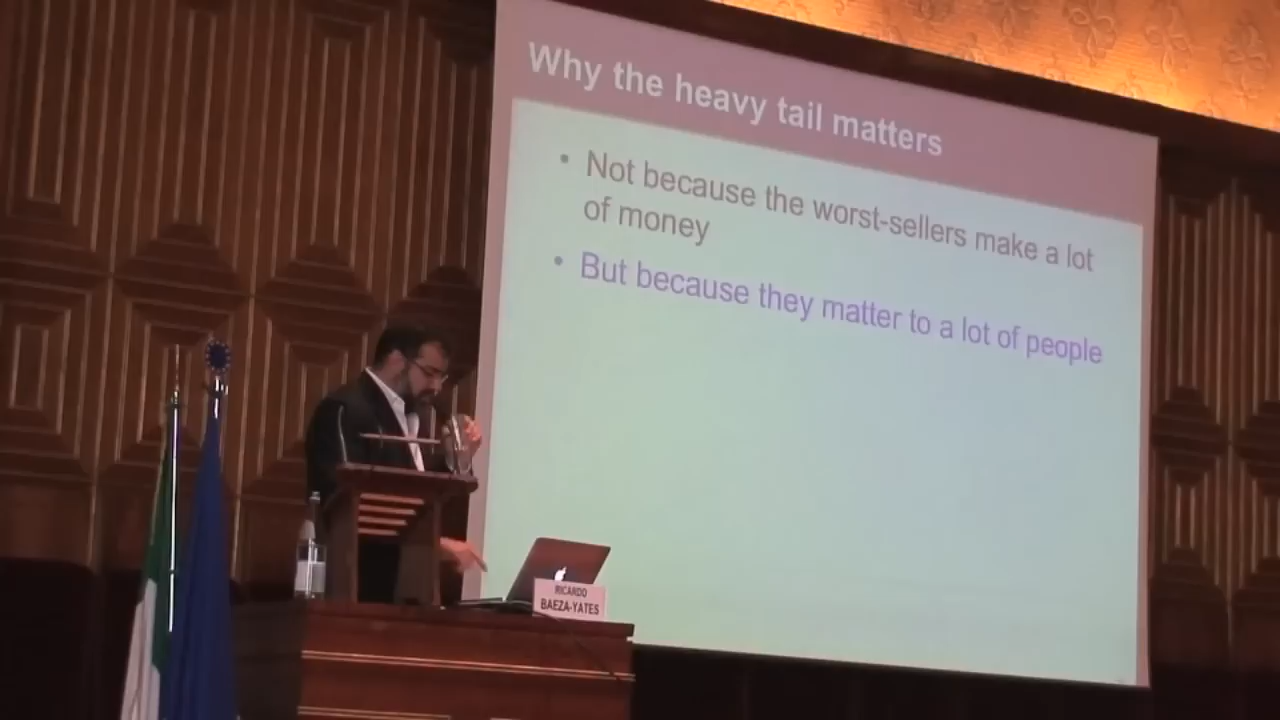 Why the heavy tail matters
• Not because the worst-sellers make a lot
of money
• But because they matter to a lot of people
RICARDO
BAEZA-YATES